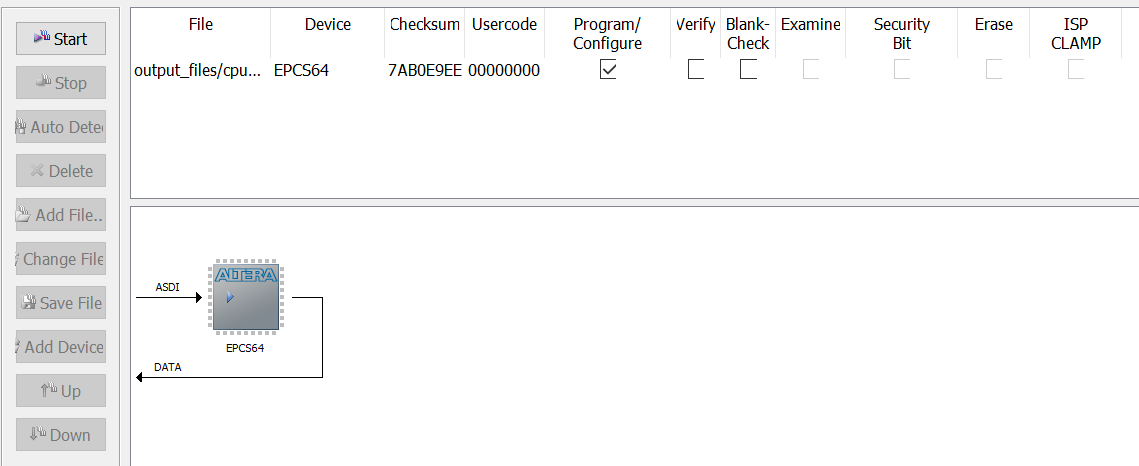 Start
Stop
Auto Dete
Delete
Add File..
Change File
Save File
Add Device
Up
Down
File Device Checksum Usercode Program/ Verify Blank- Examine Security Erase ISP
Configure Check Bit CLAMP
output_files/cpu... EPCS64 7AB0E9EE 00000000
ALTERA
ASDI
EPCS64
DATA